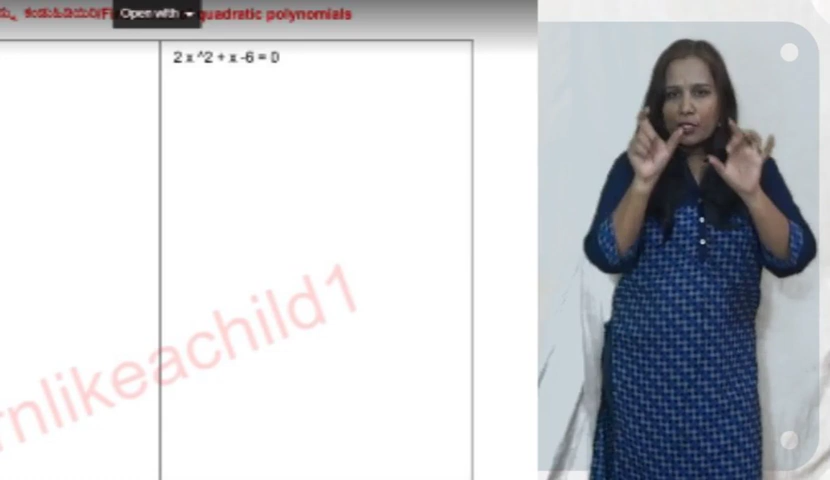 Open with quadratic polynomials
2 x ^2 + x -6 = 0
rnlikeachild1